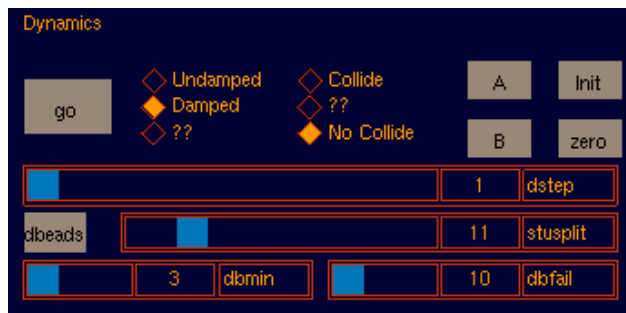 Dynamics
Undamped Collide A Init
go Damped ??
?? No Collide B zero
1 dstep
dbeads 11 stusplit
3 dbmin 10 dbfail